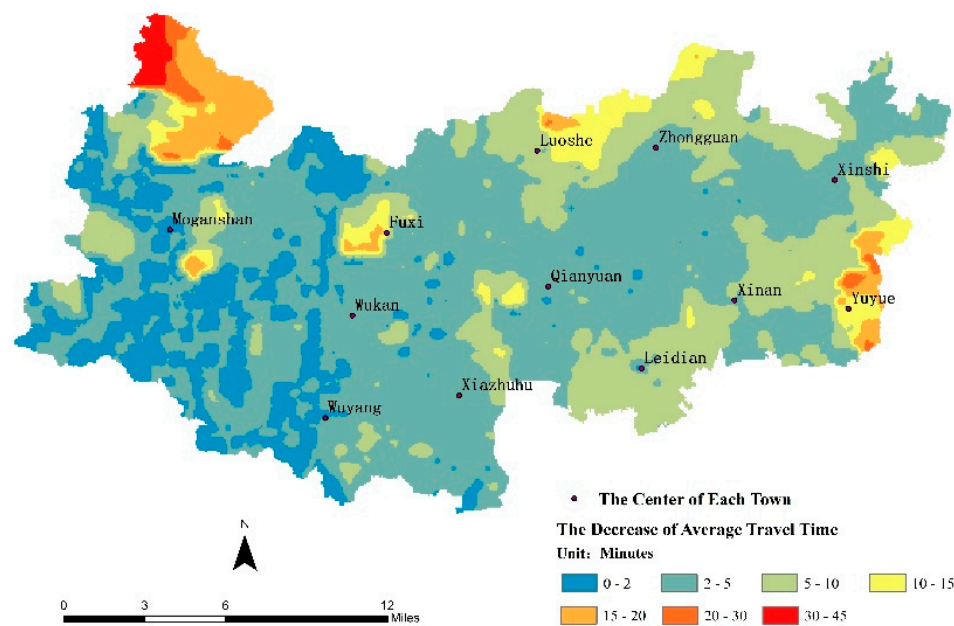 Luoshe
Zhongguan
Xinshi
Moganshan
Fuxi
Qianyuan
Xinan
Yuyue
Wukan
Leidian
Xiazhuhu
Wuyang
The Center of Each Town
The Decrease of Average Travel Time
Unit: Minutes
0 - 2
2 - 5
5 - 10
10 - 15
15 - 20
20 - 30
30 - 45
N
0
3
6
12
Miles